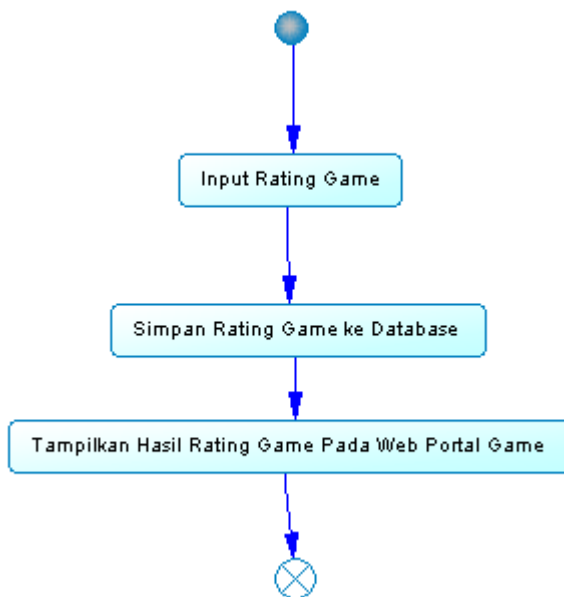 Input Rating Game
Simpan Rating Game ke Database
Tampilkan Hasil Rating Game Pada Web Portal Game